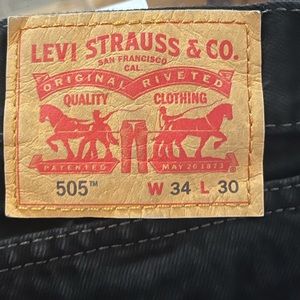 LEVI STRAUSS & CO.
SAN FRANCISCO
CAL.
ORIGINAL RIVETED
QUALITY CLOTHING
PATENTED MAY 20 1873
505™ W 34 L 30